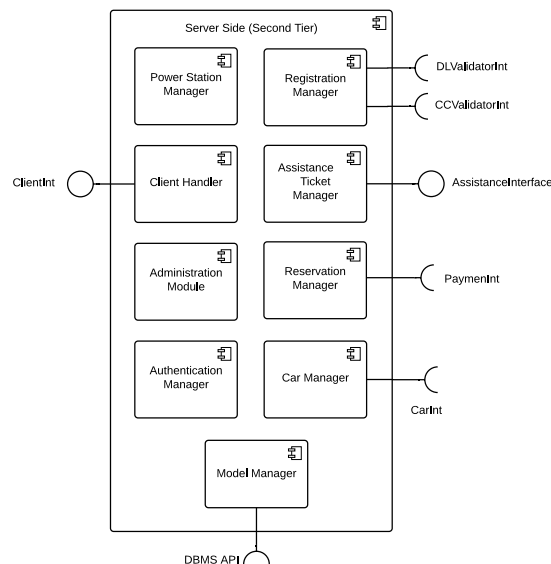 Server Side (Second Tier)
Power Station
Manager
Registration
Manager
DLValidatorInt
CCValidatorInt
ClientInt
Client Handler
Assistance
Ticket
Manager
AssistanceInterface
Administration
Module
Reservation
Manager
PaymenInt
Authentication
Manager
Car Manager
CarInt
Model Manager
DBMS API